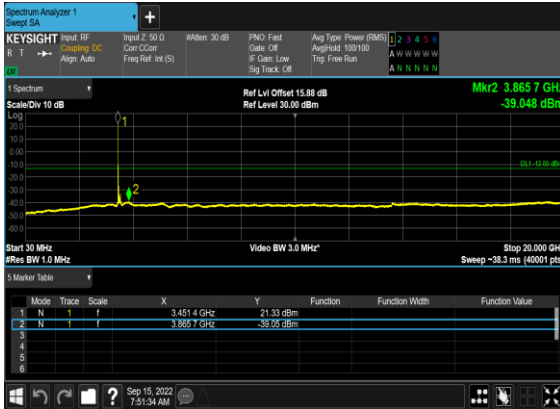 Spectrum Analyzer 1
Swept SA
KEYSIGHT
R T
Input: RF
Coupling: DC
Align: Auto
Input Z: 50 Ω
Corr CCorr
Freq Ref: Int (S)
#Atten: 30 dB
PNO: Fast
Gate: Off
IF Gain: Low
Sig Track: Off
Avg Type: Power (RMS)
Avg|Hold: 100/100
Trig: Free Run
1 2 3 4 5 6
A W W W W W
A N N N N N
1 Spectrum
Scale/Div 10 dB
Ref Lvl Offset 15.88 dB
Ref Level 30.00 dBm
Mkr2 3.865 7 GHz
-39.048 dBm
Log
20.0
10.0
0.00
-10.0
-20.0
-30.0
-40.0
-50.0
-60.0
1
2
DL1 -13.00 dBm
Start 30 MHz
#Res BW 1.0 MHz
Video BW 3.0 MHz*
Stop 20.000 GHz
Sweep ~38.3 ms (40001 pts)
5 Marker Table
Mode Trace Scale X Y Function Function Width Function Value
1 N 1 f 3.451 4 GHz 21.33 dBm
2 N 1 f 3.865 7 GHz -39.05 dBm
3
4
5
6
Sep 15, 2022
7:51:34 AM